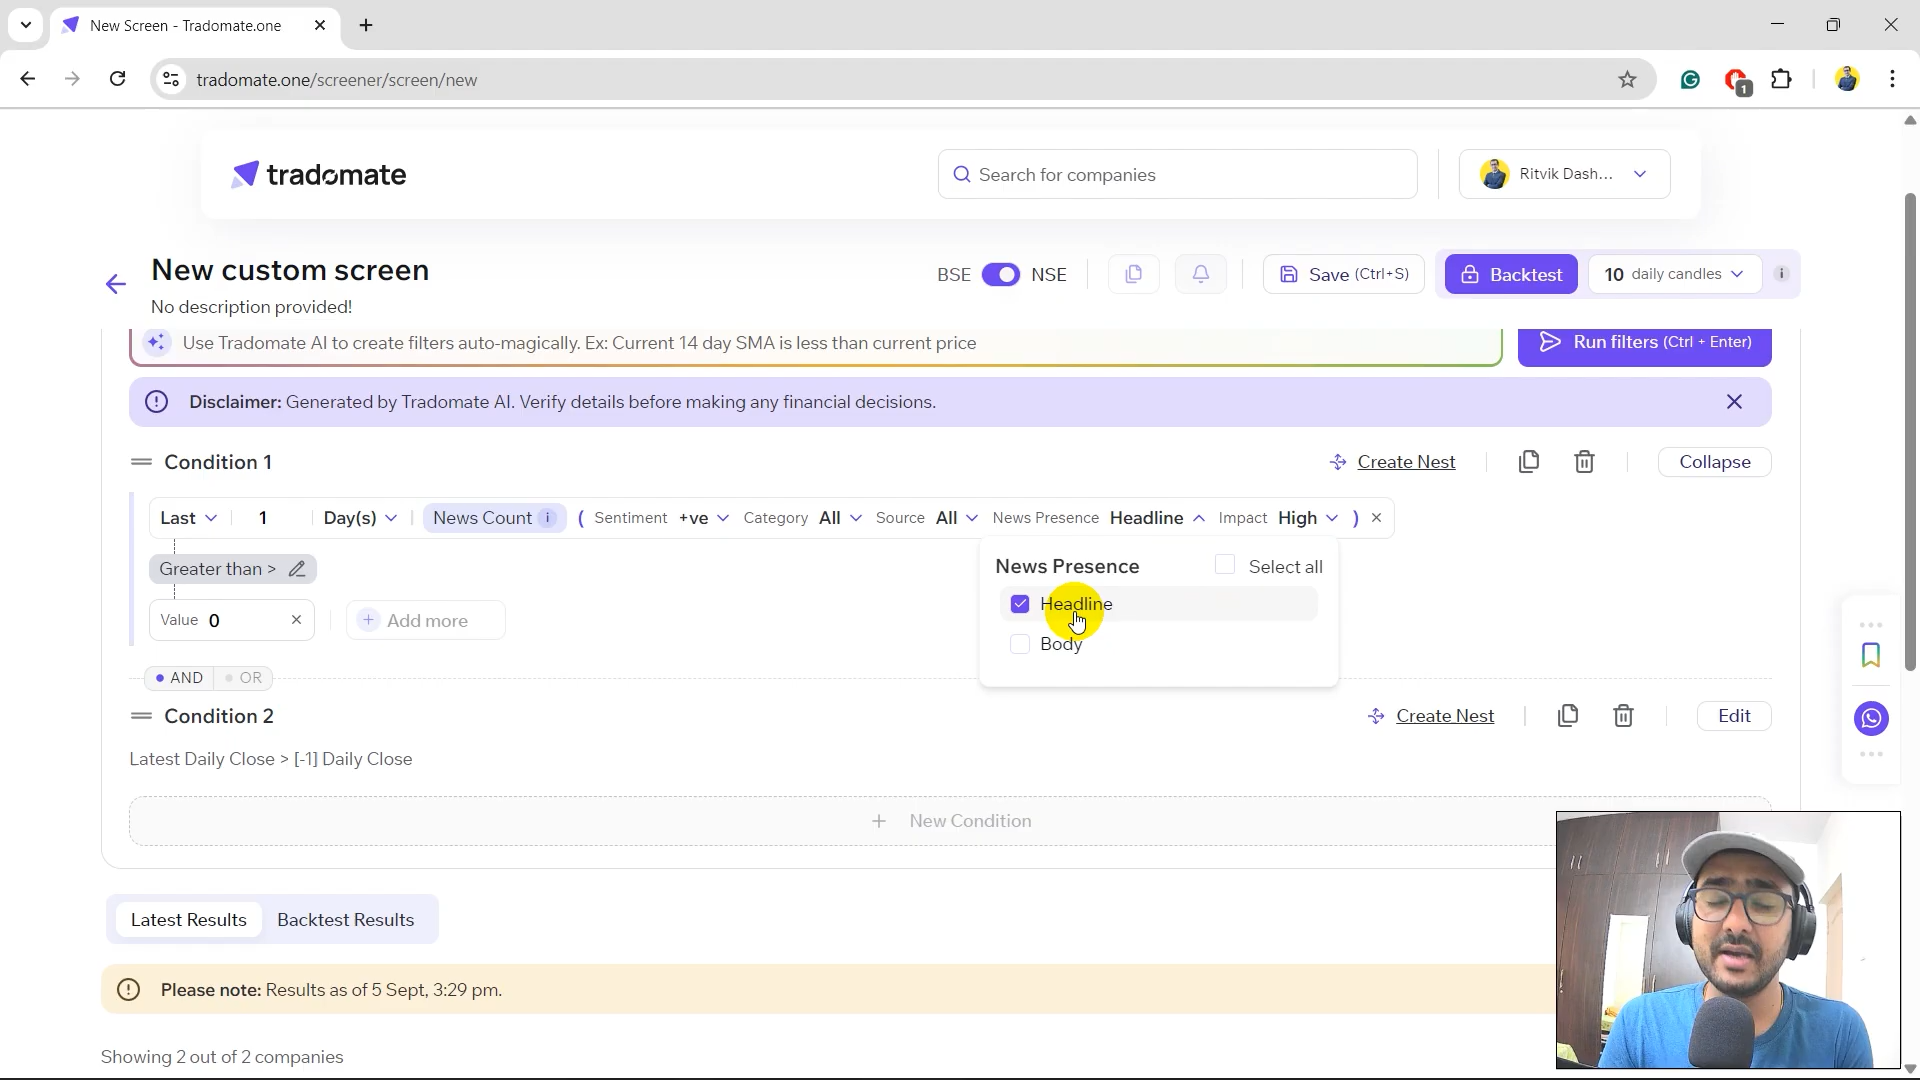 New Screen - Tradomate.one
tradomate.one/screener/screen/new
1
tradomate
Search for companies
Ritvik Dash...
New custom screen
No description provided!
BSE NSE
Save (Ctrl+S)
Backtest
10 daily candles
i
Use Tradomate AI to create filters auto-magically. Ex: Current 14 day SMA is less than current price
Run filters (Ctrl + Enter)
Disclaimer: Generated by Tradomate AI. Verify details before making any financial decisions.
Condition 1
Create Nest
Collapse
Last 1 Day(s) News Count i ( Sentiment +ve Category All Source All News Presence Headline Impact High )
News Presence Select all
Greater than >
Headline
Value 0
Add more
Body
AND OR
Condition 2
Create Nest
Edit
Latest Daily Close > [-1] Daily Close
+ New Condition
Latest Results Backtest Results
Please note: Results as of 5 Sept, 3:29 pm.
Showing 2 out of 2 companies